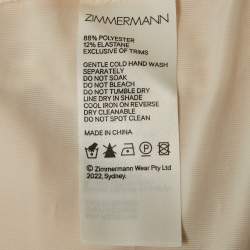 ZIMMERMANN
88% POLYESTER
12% ELASTANE
EXCLUSIVE OF TRIMS
GENTLE COLD HAND WASH
SEPARATELY
DO NOT SOAK
DO NOT BLEACH
DO NOT TUMBLE DRY
LINE DRY IN SHADE
COOL IRON ON REVERSE
DRY CLEANABLE
DO NOT SPOT CLEAN
MADE IN CHINA
© Zimmermann Wear Pty Ltd
2022, Sydney.